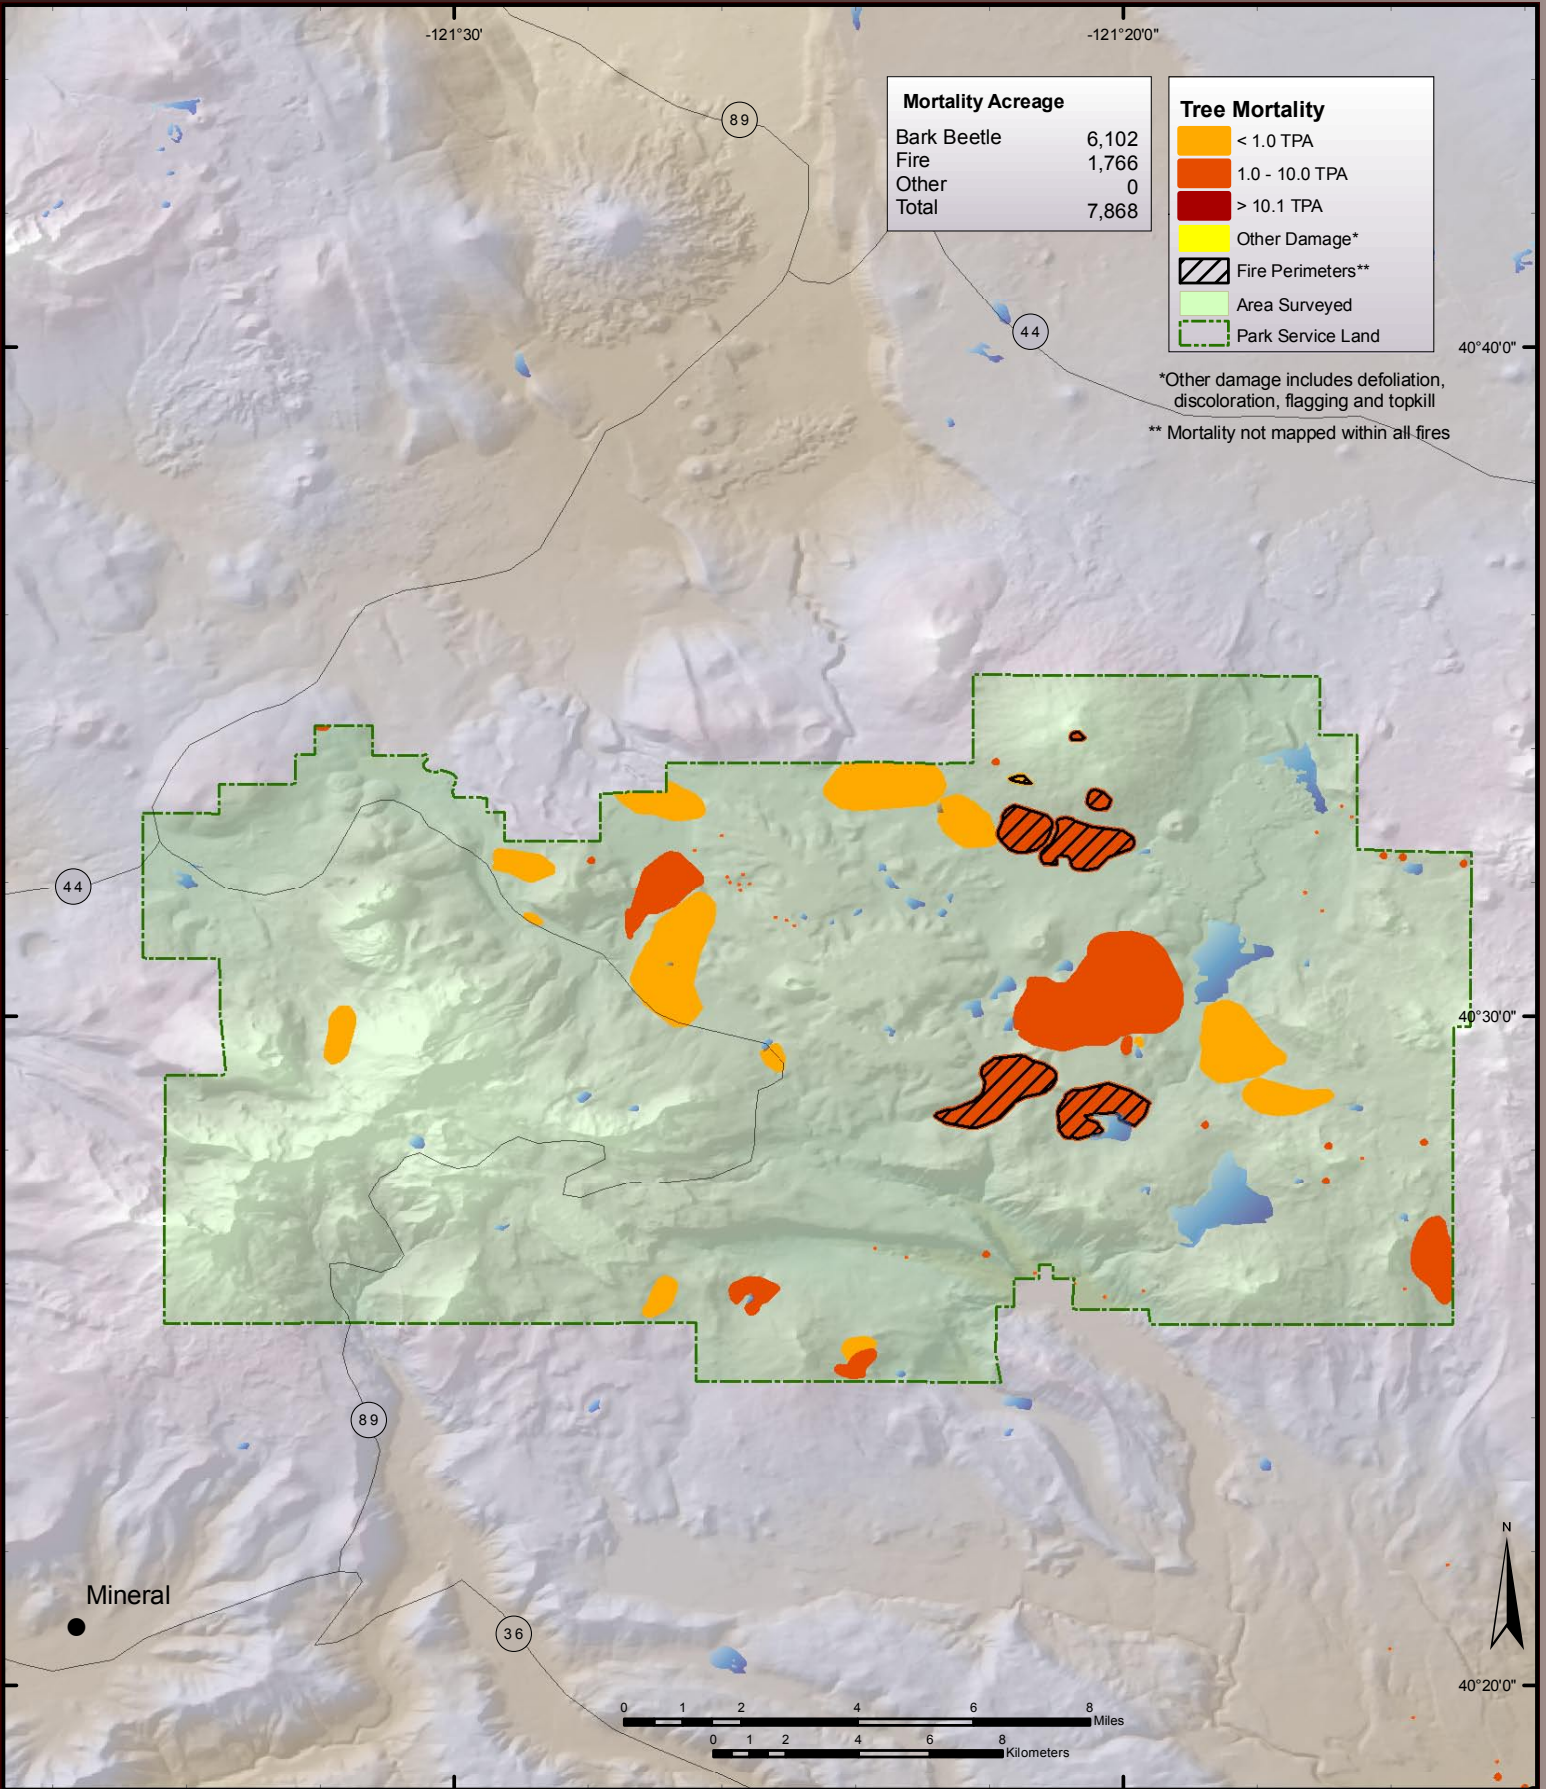 -121°30'
-121°20'0"
Mortality Acreage
Bark Beetle 6,102
Fire 1,766
Other 0
Total 7,868
Tree Mortality
< 1.0 TPA
1.0 - 10.0 TPA
> 10.1 TPA
Other Damage*
Fire Perimeters**
Area Surveyed
Park Service Land
*Other damage includes defoliation,
discoloration, flagging and topkill
** Mortality not mapped within all fires
89
44
40°40'0"
44
40°30'0"
89
N
Mineral
36
40°20'0"
0 1 2 4 6 8
Miles
0 1 2 4 6 8
Kilometers